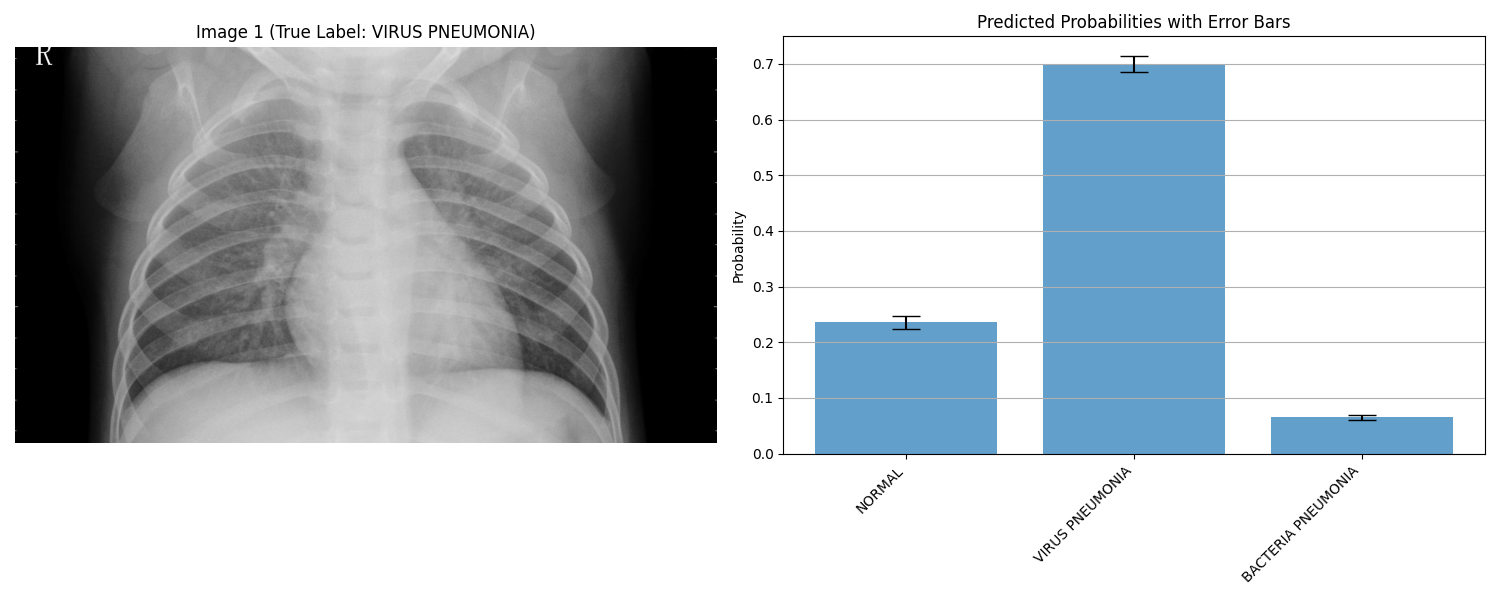 Image 1 (True Label: VIRUS PNEUMONIA)
R
Predicted Probabilities with Error Bars
Probability
0.7
0.6
0.5
0.4
0.3
0.2
0.1
0.0
NORMAL
VIRUS PNEUMONIA
BACTERIA PNEUMONIA